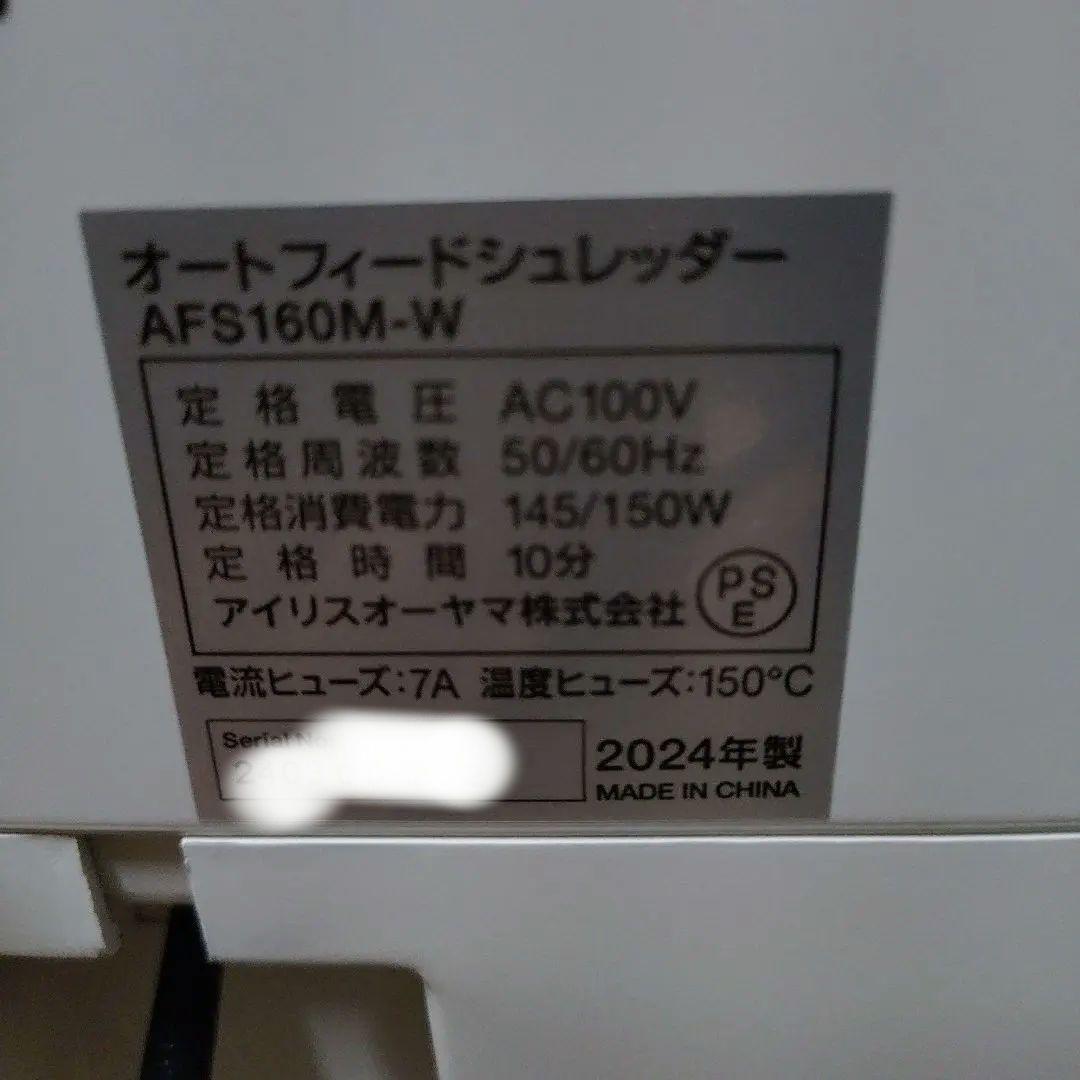 オートフィードシュレッダー
AFS160M-W
定格電圧 AC100V
定格周波数 50/60Hz
定格消費電力 145/150W
定格時間 10分
アイリスオーヤマ株式会社 PSE
電流ヒューズ:7A 温度ヒューズ:150℃
Serial No.
2024年製
MADE IN CHINA